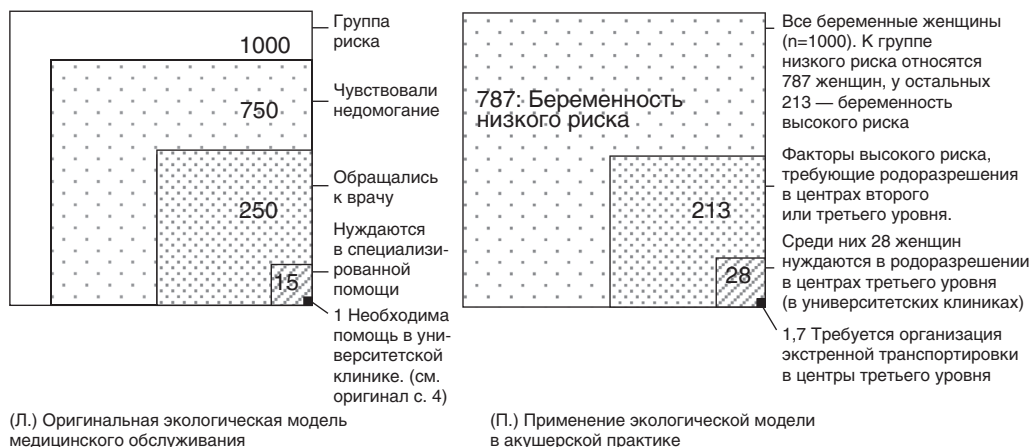 Группа
риска
1000
Чувствовали
недомогание
750
Обращались
к врачу
250
Нуждаются
в специализи-
рованной
помощи
15
1 Необходима
помощь в уни-
верситетской
клинике. (см.
оригинал с. 4)
(Л.) Оригинальная экологическая модель
медицинского обслуживания
Все беременные женщины
(n=1000). К группе
низкого риска относятся
787 женщин, у остальных
213 — беременность
высокого риска
787: Беременность
низкого риска
Факторы высокого риска,
требующие родоразрешения
в центрах второго
или третьего уровня.
213
Среди них 28 женщин
нуждаются в родоразрешении
в центрах третьего уровня
(в университетских клиниках)
28
1,7 Требуется организация
экстренной транспортировки
в центры третьего уровня
(П.) Применение экологической модели
в акушерской практике